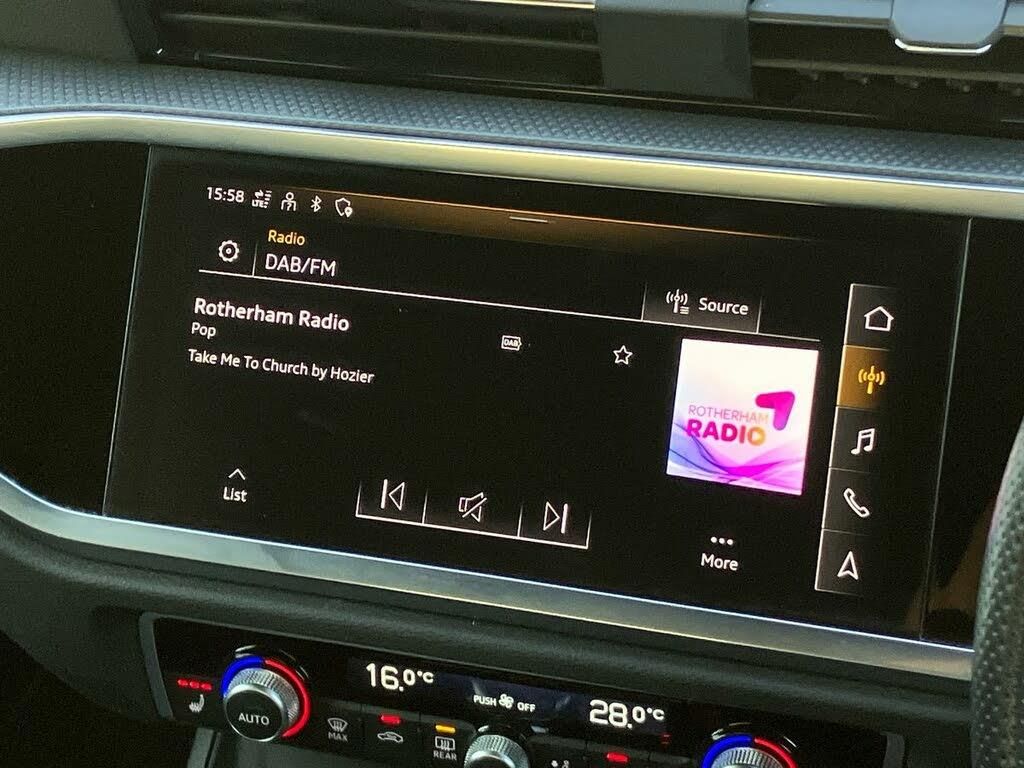 15:58 LTE
Radio
DAB/FM
Source
Rotherham Radio
Pop
DAB
Take Me To Church by Hozier
ROTHERHAM
RADIO
List
More
16.0°C
PUSH OFF
28.0°C
AUTO
MAX
REAR